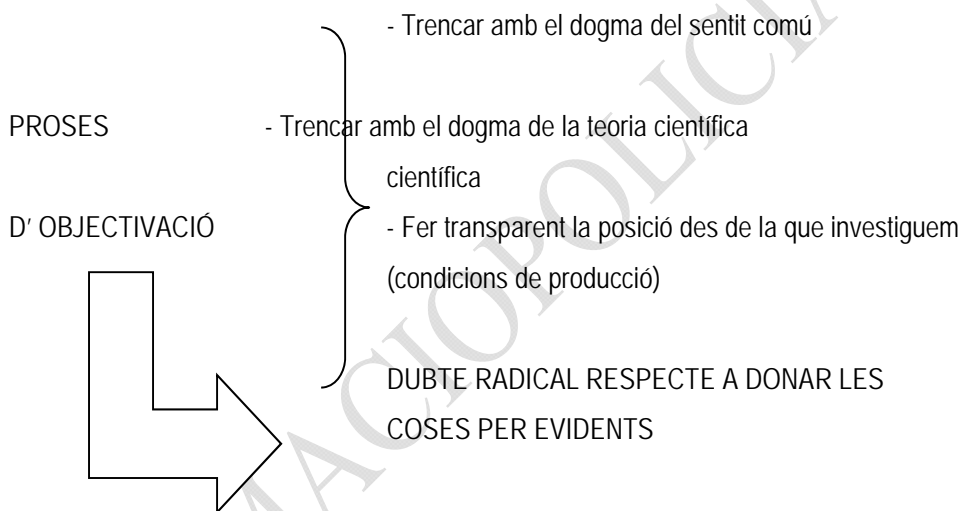 - Trencar amb el dogma del sentit comú
PROSES - Trencar amb el dogma de la teoria científica
científica
D' OBJECTIVACIÓ - Fer transparent la posició des de la que investiguem
(condicions de producció)
DUBTE RADICAL RESPECTE A DONAR LES
COSES PER EVIDENTS
MACIOPOLICIA